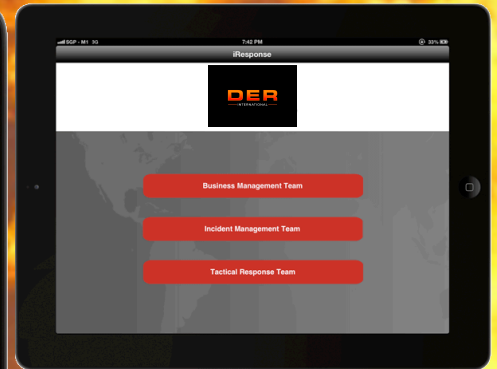 SGP - M1 3G
7:42 PM
33%
iResponse
DER
INTERNATIONAL
Business Management Team
Incident Management Team
Tactical Response Team